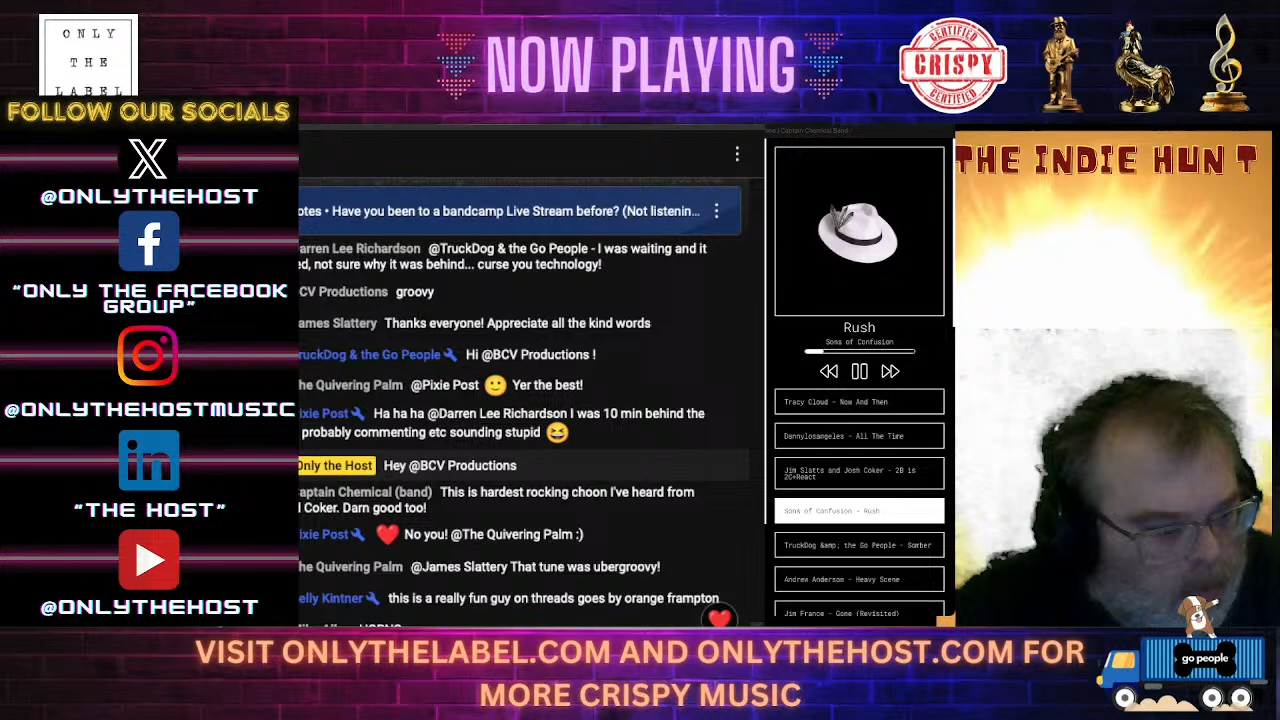 ONLY
THE
LABEL
FOLLOW OUR SOCIALS
@ONLYTHEHOST
"ONLY THE FACEBOOK
GROUP"
@ONLYTHEHOSTMUSIC
"THE HOST"
@ONLYTHEHOST
NOW PLAYING
CERTIFIED
CRISPY
CERTIFIED
otes • Have you been to a bandcamp Live Stream before? (Not listenin...
arren Lee Richardson @TruckDog & the Go People - I was waiting and it
ed, not sure why it was behind... curse you technology!
CV Productions groovy
ames Slattery Thanks everyone! Appreciate all the kind words
ruckDog & the Go People Hi @BCV Productions !
he Quivering Palm @Pixie Post 🙂 Yer the best!
ixie Post Ha ha ha @Darren Lee Richardson I was 10 min behind the
probably commenting etc sounding stupid 😆
Only the Host Hey @BCV Productions
aptain Chemical (band) This is hardest rocking choon I've heard from
l Coker. Darn good too!
ixie Post ❤️ No you! @The Quivering Palm :)
he Quivering Palm @James Slattery That tune was ubergroovy!
elly Kintner this is a really fun guy on threads goes by orange frampton
one | Captain Chemical Band
Rush
Sons of Confusion
Tracy Cloud - Now And Then
Dannylosangeles - All The Time
Jim Slatts and Josh Coker - 2B is
2C+React
Sons of Confusion - Rush
TruckDog &amp; the Go People - Somber
Andrew Anderson - Heavy Scene
Jim France - Gone (Revisited)
THE INDIE HUNT
go people
VISIT ONLYTHELABEL.COM AND ONLYTHEHOST.COM FOR
MORE CRISPY MUSIC